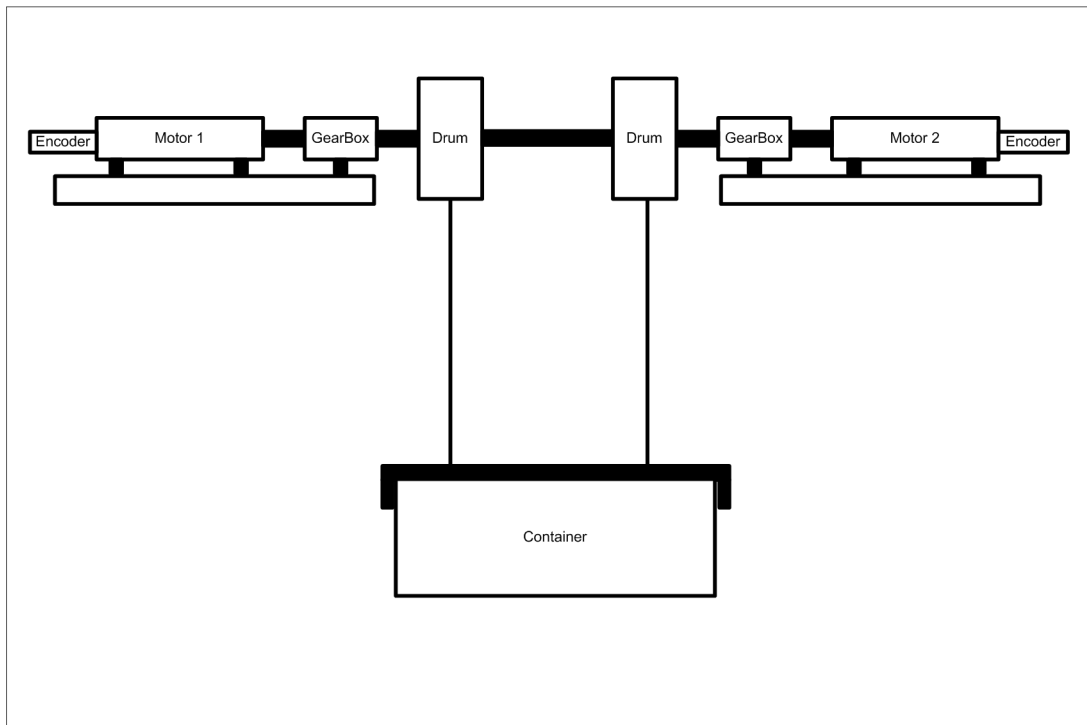 Encoder
Motor 1
GearBox
Drum
Drum
GearBox
Motor 2
Encoder
Container